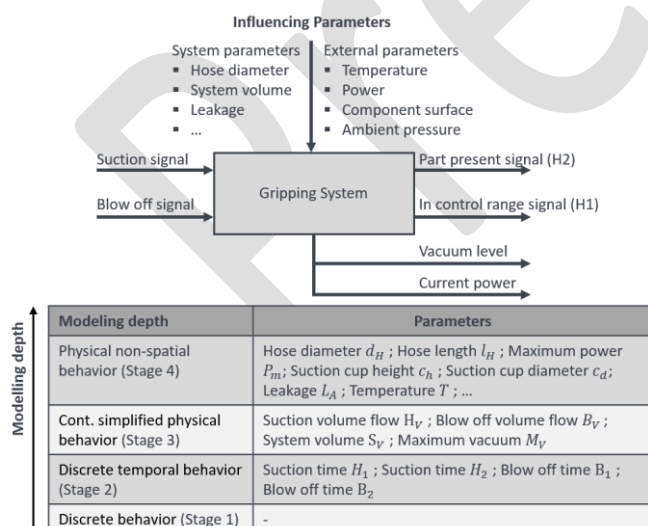 Influencing Parameters
System parameters
▪ Hose diameter
▪ System volume
▪ Leakage
▪ ...
External parameters
▪ Temperature
▪ Power
▪ Component surface
▪ Ambient pressure
Suction signal
Blow off signal
Gripping System
Part present signal (H2)
In control range signal (H1)
Vacuum level
Current power
Modelling depth
Modeling depth
Parameters
Physical non-spatial
behavior (Stage 4)
Hose diameter d_H ; Hose length l_H ; Maximum power
P_m; Suction cup height c_h ; Suction cup diameter c_d;
Leakage L_A ; Temperature T ; ...
Cont. simplified physical
behavior (Stage 3)
Suction volume flow H_V ; Blow off volume flow B_V ;
System volume S_V ; Maximum vacuum M_V
Discrete temporal behavior
(Stage 2)
Suction time H_1 ; Suction time H_2 ; Blow off time B_1 ;
Blow off time B_2
Discrete behavior (Stage 1)
-
Pre